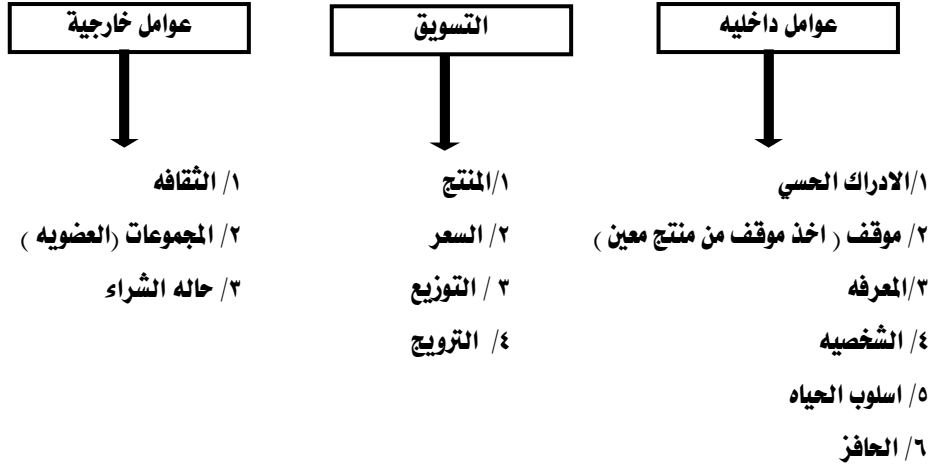 عوامل داخليه
١/الادراك الحسي
٢/ موقف ( اخذ موقف من منتج معين )
٣/المعرفه
٤/ الشخصيه
٥/ اسلوب الحياه
٦/ الحافز
التسويق
١/المنتج
٢/ السعر
٣ / التوزيع
٤/ الترويج
عوامل خارجية
١/ الثقافه
٢/ المجموعات (العضويه )
٣/ حاله الشراء